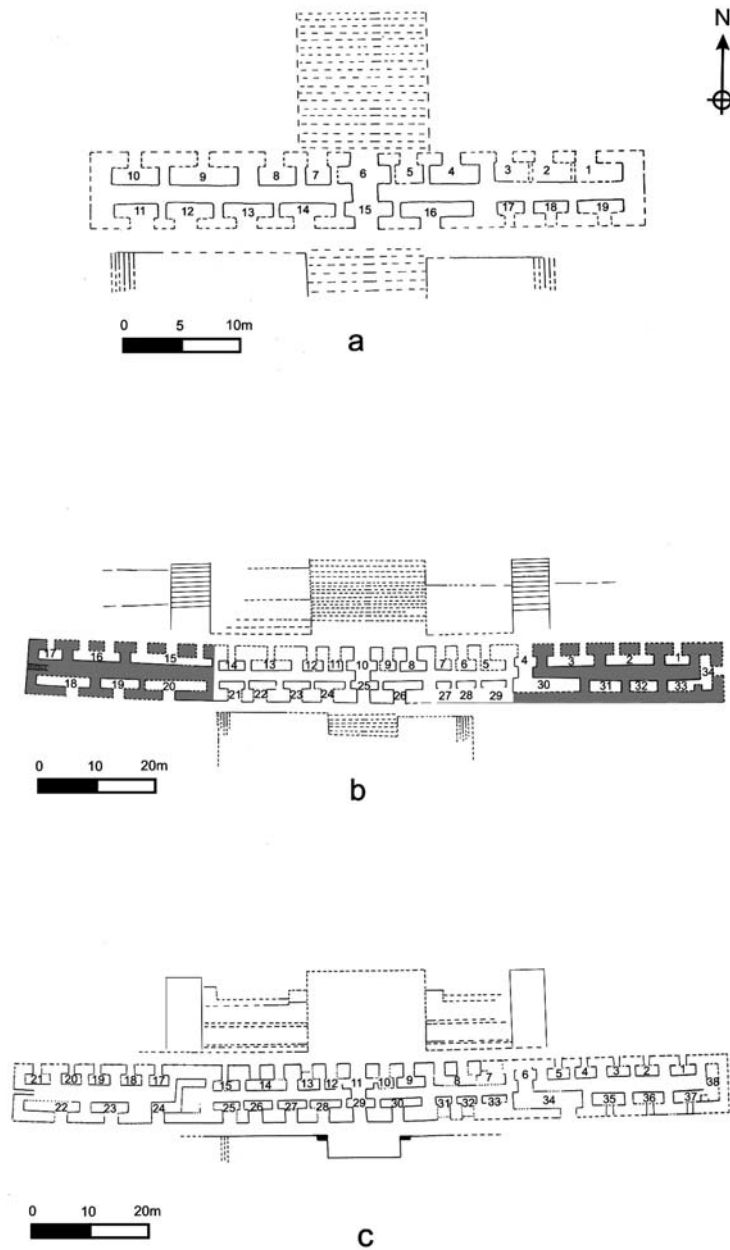 N
10 9 8 7 6 5 4 3 2 1
11 12 13 14 15 16 17 18 19
0 5 10m
a
17 16 15 14 13 12 11 10 9 8 7 6 5 4 3 2 1
34
18 19 20 21 22 23 24 25 26 27 28 29 30 31 32 33
0 10 20m
b
21 20 19 18 17 15 14 13 12 11 10 9 8 7 6 5 4 3 2 1
38
22 23 24 25 26 27 28 29 30 31 32 33 34 35 36 37
0 10 20m
c